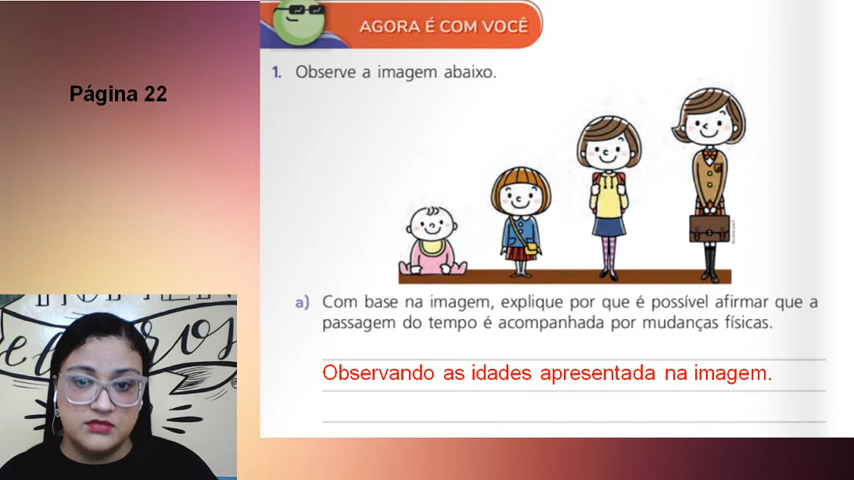 Página 22
AGORA É COM VOCÊ
1. Observe a imagem abaixo.
a) Com base na imagem, explique por que é possível afirmar que a
passagem do tempo é acompanhada por mudanças físicas.
Observando as idades apresentada na imagem.